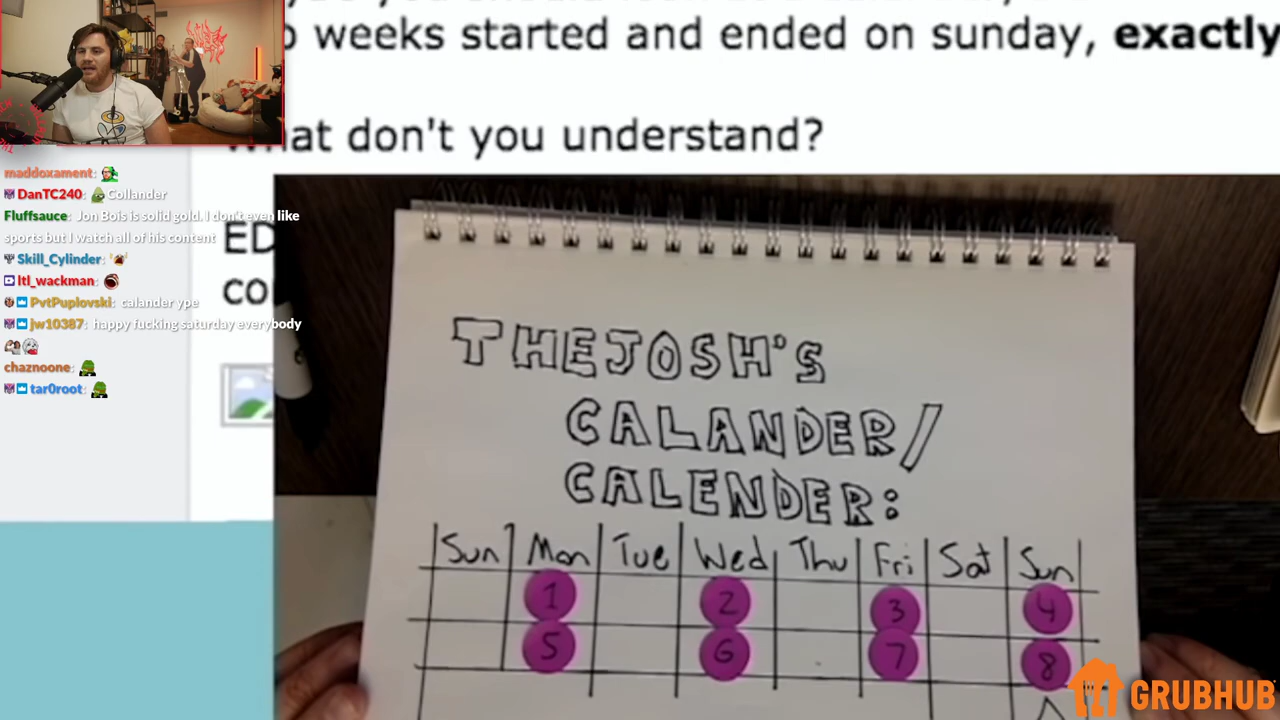 weeks started and ended on sunday, exactly
hat don't you understand?
maddoxament:
DanTC240: Collander
Fluffsauce: Jon Bois is solid gold. I don't even like
sports but I watch all of his content
Skill_Cylinder:
ltl_wackman:
PvtPuplovski: calander ype
jw10387: happy fucking saturday everybody
chaznoone:
tar0root:
ED
co
THEJOSH'S
CALANDER/
CALENDER:
Sun Mon Tue Wed Thu Fri Sat Sun
1 2 3 4
5 6 7 8
GRUBHUB